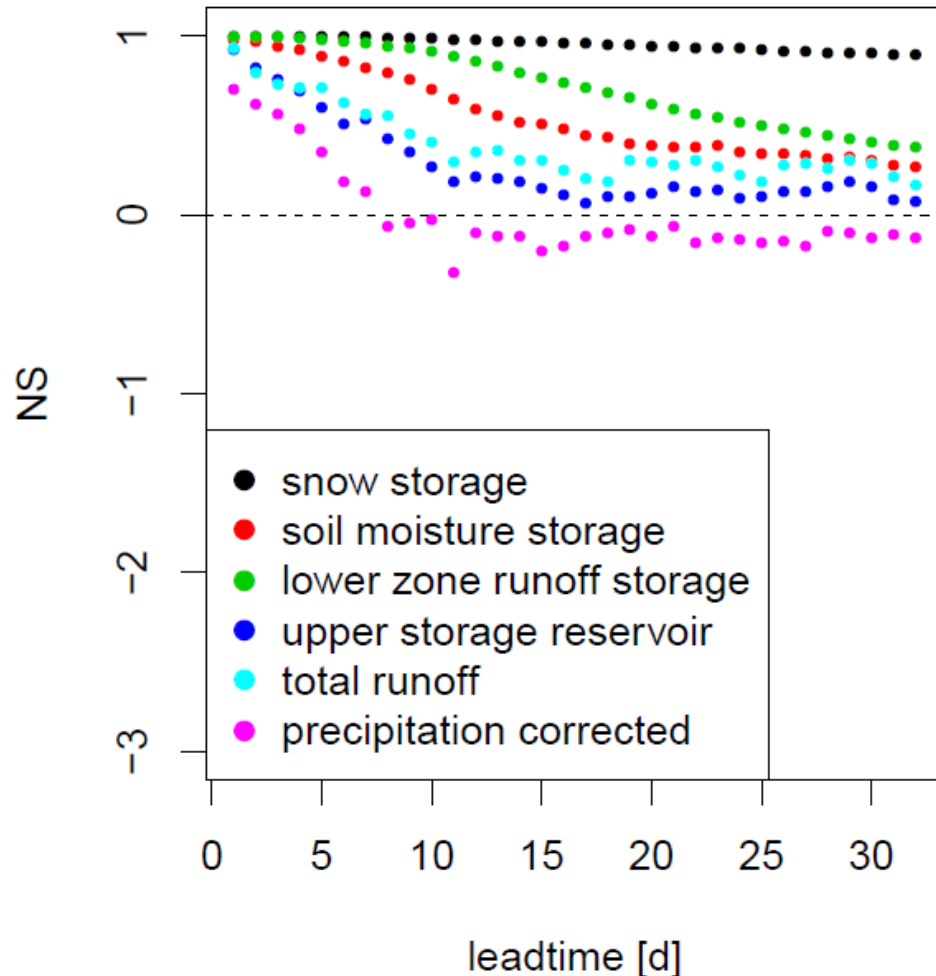 1
0
−1
−2
−3
NS
snow storage
soil moisture storage
lower zone runoff storage
upper storage reservoir
total runoff
precipitation corrected
0 5 10 15 20 25 30
leadtime [d]